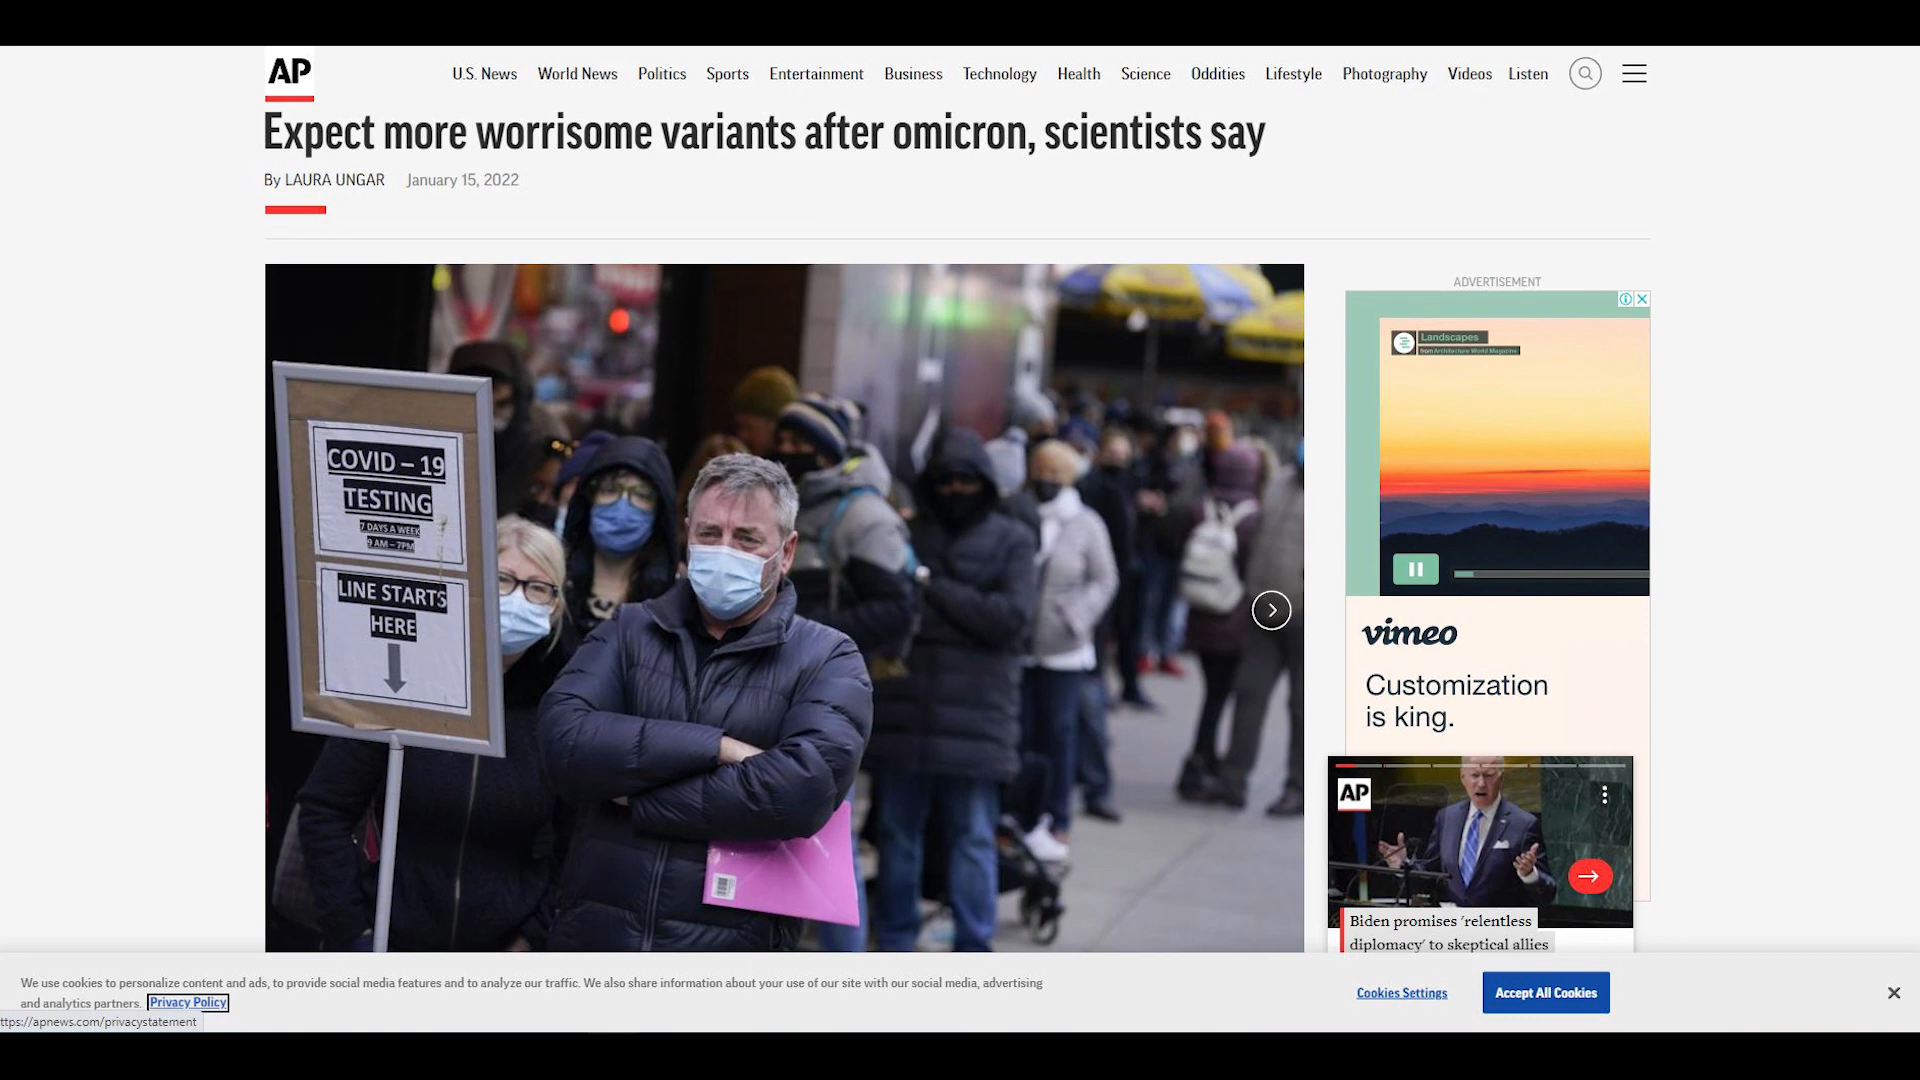 AP
U.S. News World News Politics Sports Entertainment Business Technology Health Science Oddities Lifestyle Photography Videos Listen
Expect more worrisome variants after omicron, scientists say
By LAURA UNGAR January 15, 2022
COVID – 19
TESTING
7 DAYS A WEEK
9 AM – 7PM
LINE STARTS
HERE
ADVERTISEMENT
Landscapes
from Architecture World Magazine
vimeo
Customization
is king.
AP
Biden promises 'relentless
diplomacy' to skeptical allies
We use cookies to personalize content and ads, to provide social media features and to analyze our traffic. We also share information about your use of our site with our social media, advertising
and analytics partners. Privacy Policy
Cookies Settings
Accept All Cookies
ttps://apnews.com/privacystatement